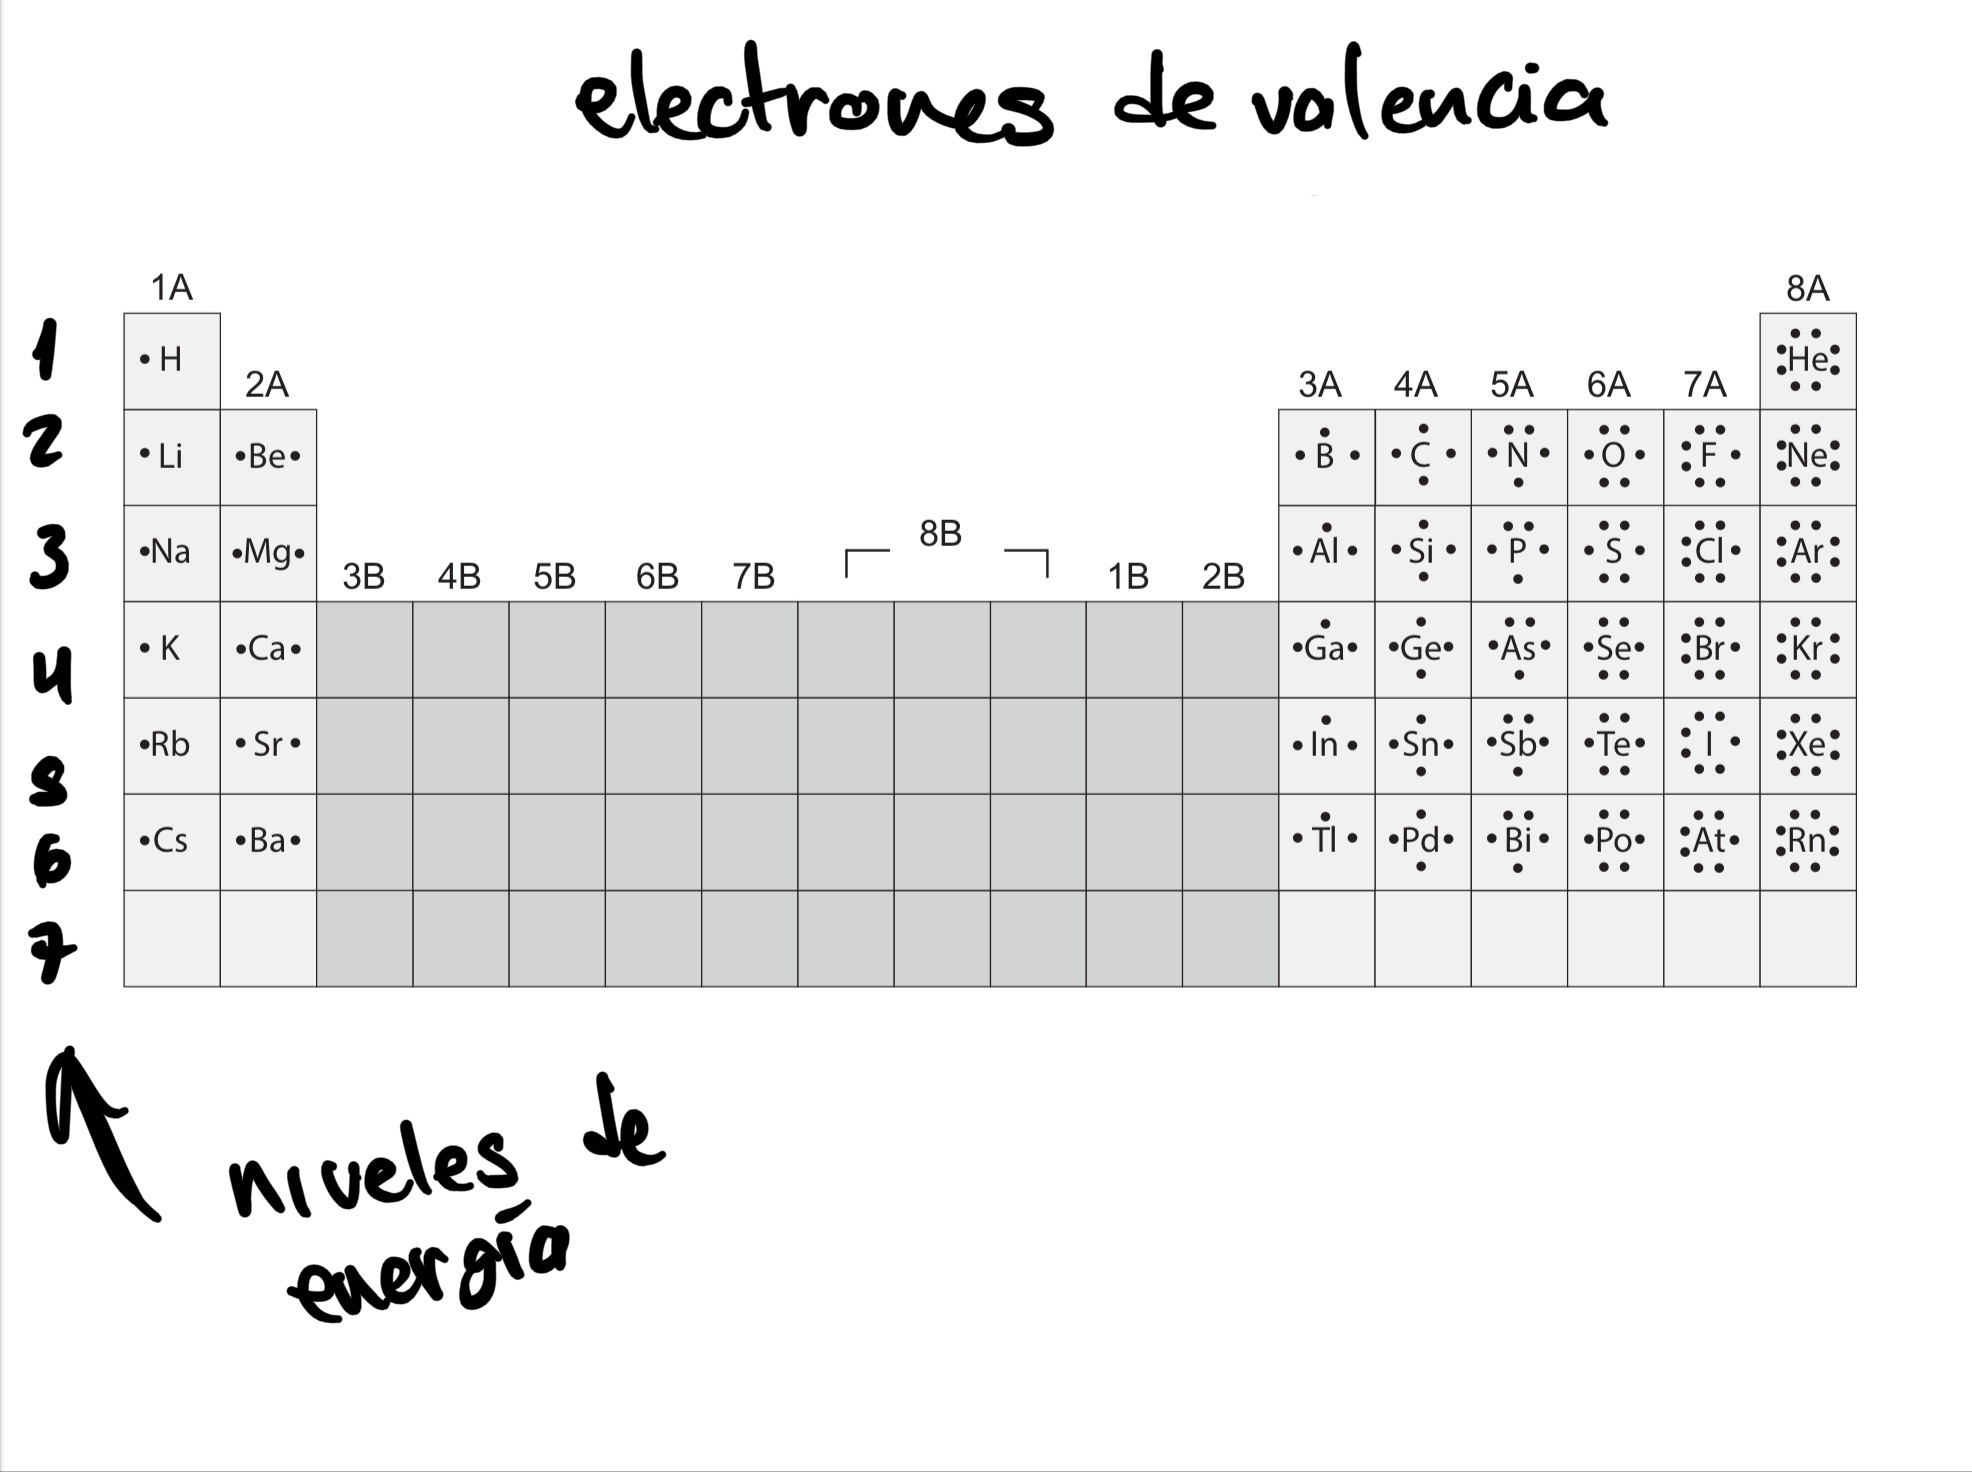 electrones de valencia
1A 8A
1 H He
2A 3A 4A 5A 6A 7A
2 Li Be B C N O F Ne
8B
3 Na Mg Al Si P S Cl Ar
3B 4B 5B 6B 7B 1B 2B
4 K Ca Ga Ge As Se Br Kr
5 Rb Sr In Sn Sb Te I Xe
6 Cs Ba Tl Pd Bi Po At Rn
7
niveles de
energía